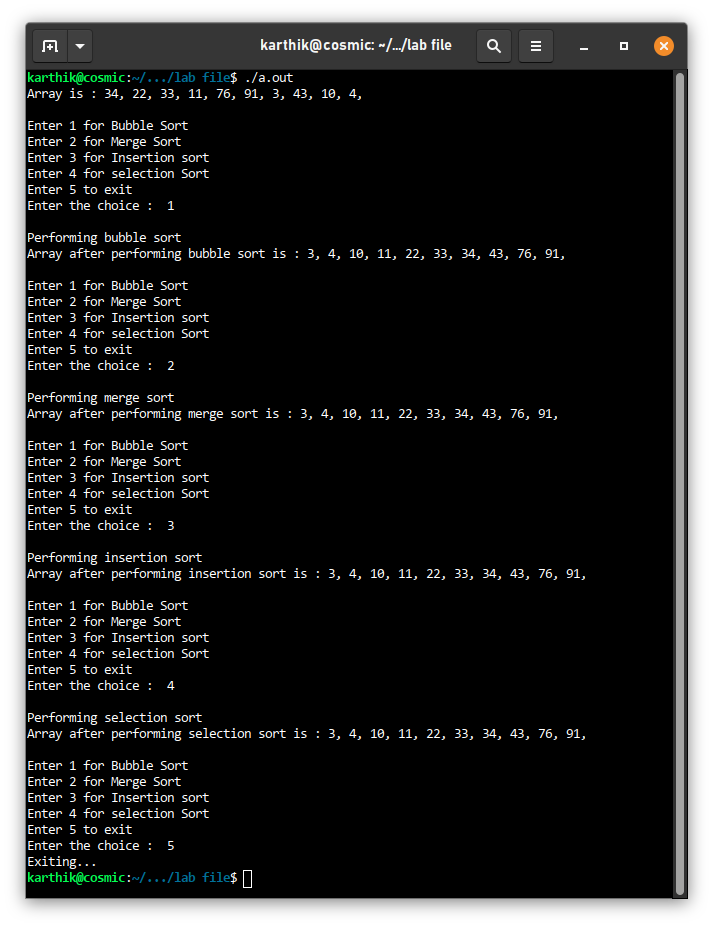 karthik@cosmic: ~/.../lab file
karthik@cosmic:~/.../lab file$ ./a.out
Array is : 34, 22, 33, 11, 76, 91, 3, 43, 10, 4,
Enter 1 for Bubble Sort
Enter 2 for Merge Sort
Enter 3 for Insertion sort
Enter 4 for selection Sort
Enter 5 to exit
Enter the choice :  1
Performing bubble sort
Array after performing bubble sort is : 3, 4, 10, 11, 22, 33, 34, 43, 76, 91,
Enter 1 for Bubble Sort
Enter 2 for Merge Sort
Enter 3 for Insertion sort
Enter 4 for selection Sort
Enter 5 to exit
Enter the choice :  2
Performing merge sort
Array after performing merge sort is : 3, 4, 10, 11, 22, 33, 34, 43, 76, 91,
Enter 1 for Bubble Sort
Enter 2 for Merge Sort
Enter 3 for Insertion sort
Enter 4 for selection Sort
Enter 5 to exit
Enter the choice :  3
Performing insertion sort
Array after performing insertion sort is : 3, 4, 10, 11, 22, 33, 34, 43, 76, 91,
Enter 1 for Bubble Sort
Enter 2 for Merge Sort
Enter 3 for Insertion sort
Enter 4 for selection Sort
Enter 5 to exit
Enter the choice :  4
Performing selection sort
Array after performing selection sort is : 3, 4, 10, 11, 22, 33, 34, 43, 76, 91,
Enter 1 for Bubble Sort
Enter 2 for Merge Sort
Enter 3 for Insertion sort
Enter 4 for selection Sort
Enter 5 to exit
Enter the choice :  5
Exiting...
karthik@cosmic:~/.../lab file$